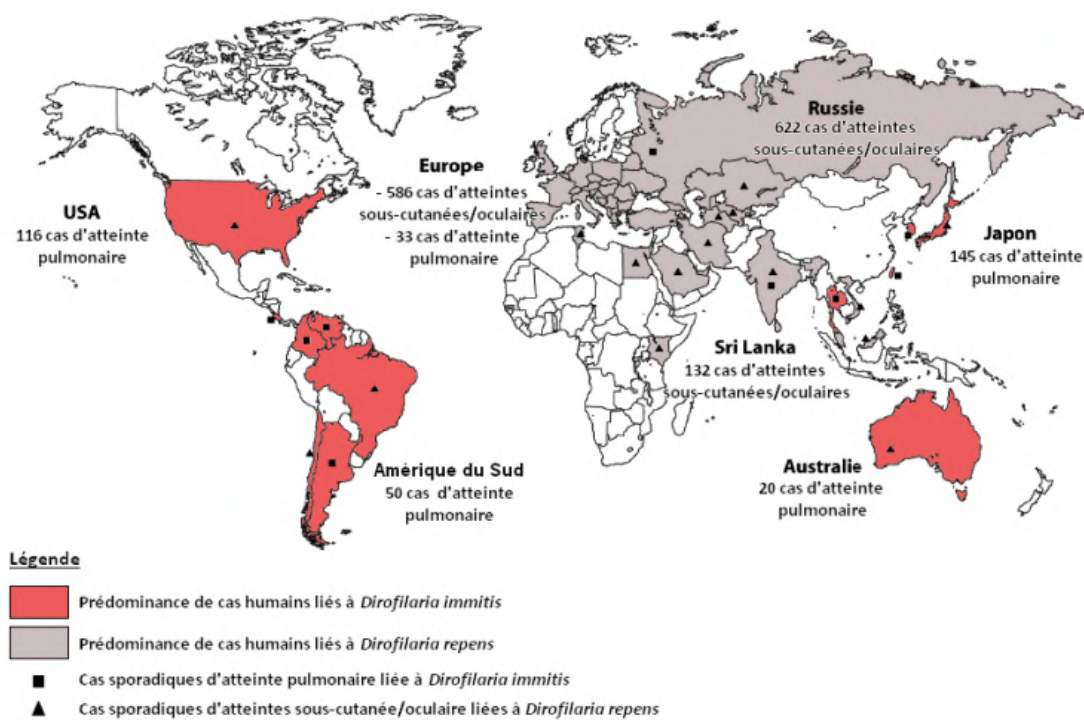 Russie
622 cas d'atteintes
sous-cutanées/oculaires
Europe
- 586 cas d'atteintes
sous-cutanées/oculaires
- 33 cas d'atteinte
pulmonaire
USA
116 cas d'atteinte
pulmonaire
Japon
145 cas d'atteinte
pulmonaire
Sri Lanka
132 cas d'atteintes
sous-cutanées/oculaires
Amérique du Sud
50 cas d'atteinte
pulmonaire
Australie
20 cas d'atteinte
pulmonaire
Légende
Prédominance de cas humains liés à Dirofilaria immitis
Prédominance de cas humains liés à Dirofilaria repens
Cas sporadiques d'atteinte pulmonaire liée à Dirofilaria immitis
Cas sporadiques d'atteintes sous-cutanée/oculaire liées à Dirofilaria repens